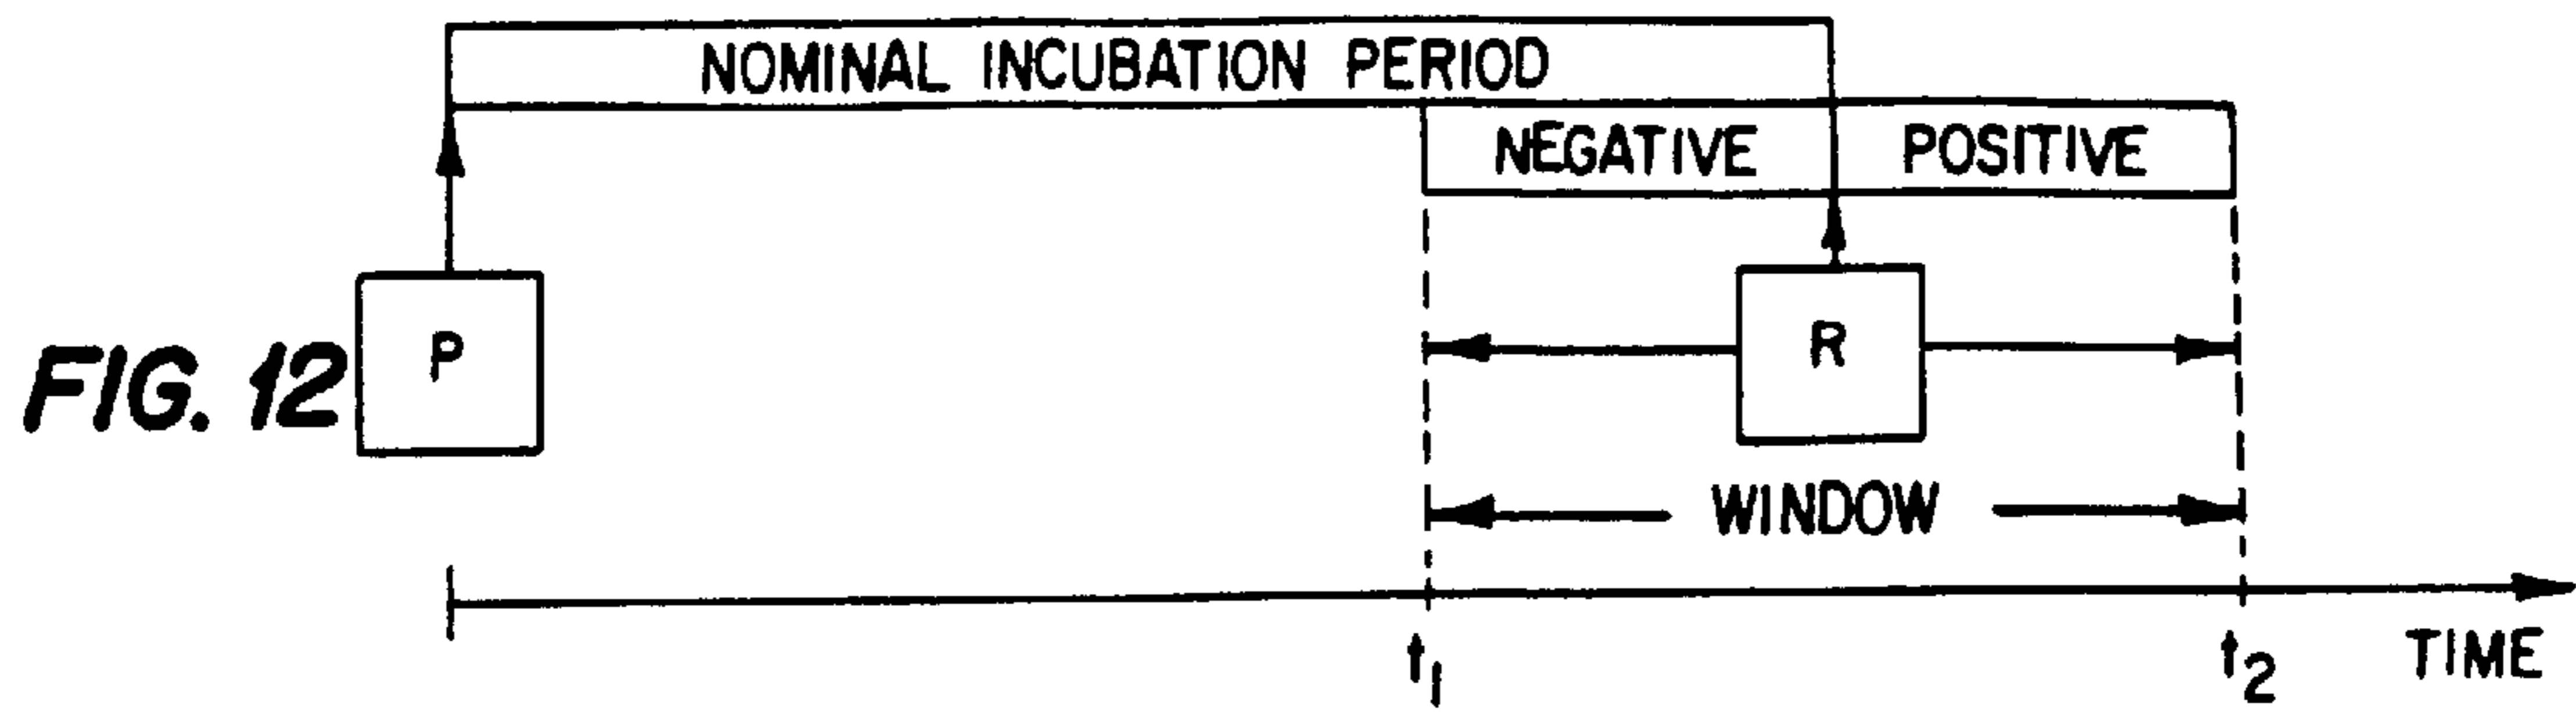 NOMINAL INCUBATION PERIOD
NEGATIVE POSITIVE
P R
FIG. 12
WINDOW
t1 t2 TIME